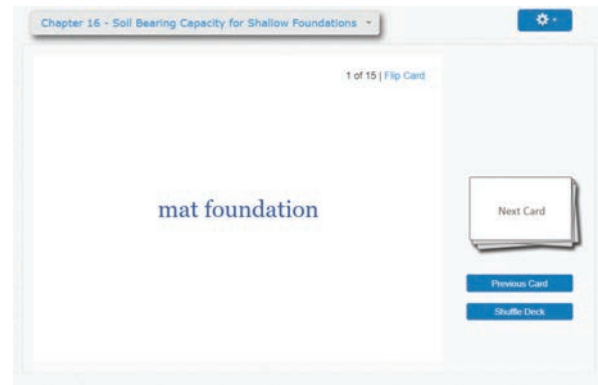 Chapter 16 - Soil Bearing Capacity for Shallow Foundations
1 of 15 | Flip Card
mat foundation
Next Card
Previous Card
Shuffle Deck